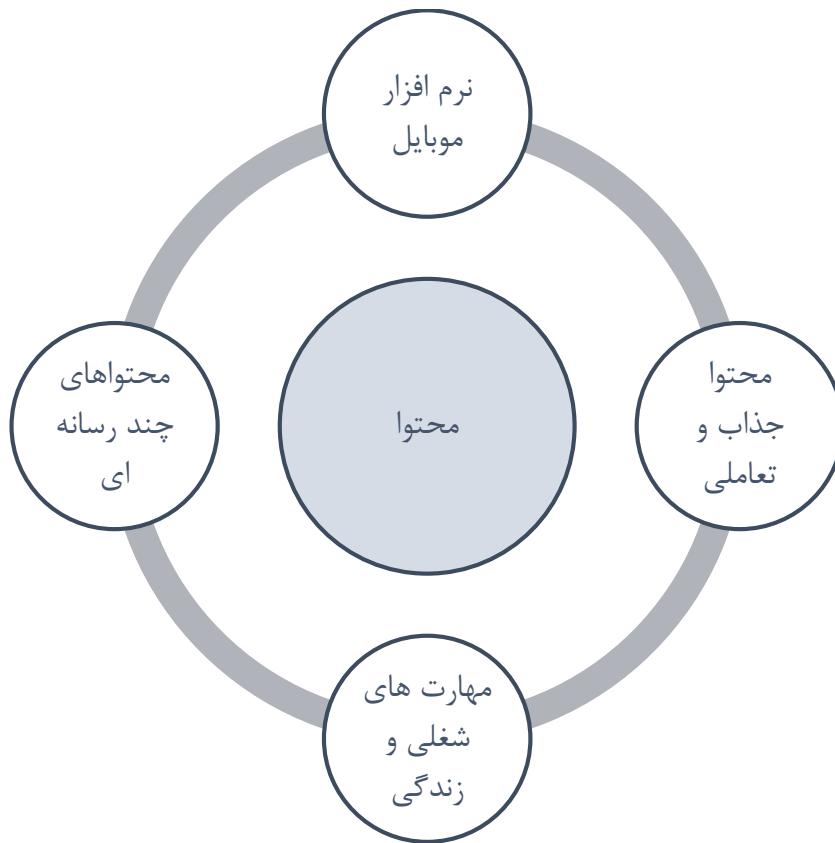 نرم افزار
موبایل
محتوا
جذاب و
تعاملی
محتوا
محتواهای
چند رسانه
ای
مهارت های
شغلی و
زندگی